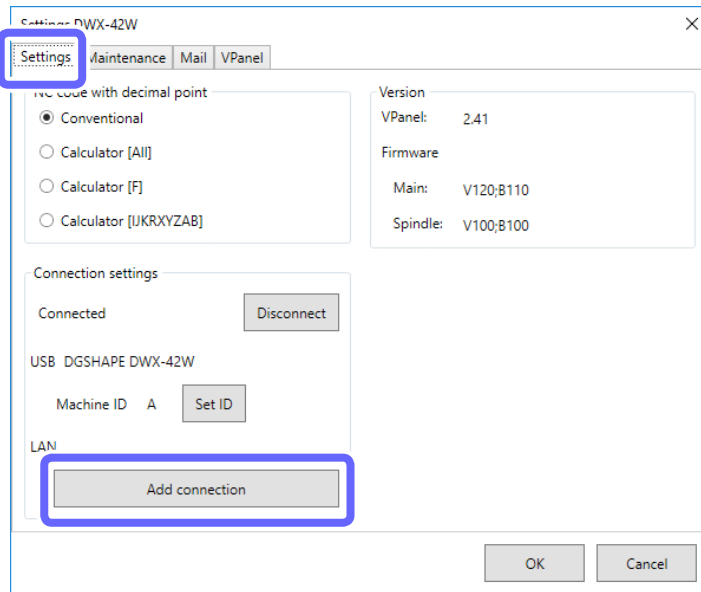 Settings DWX-42W
Settings Maintenance Mail VPanel
NC code with decimal point
Conventional
Calculator [All]
Calculator [F]
Calculator [IJKRXYZAB]
Version
VPanel: 2.41
Firmware
Main: V120;B110
Spindle: V100;B100
Connection settings
Connected Disconnect
USB DGSHAPE DWX-42W
Machine ID A Set ID
LAN
Add connection
OK Cancel